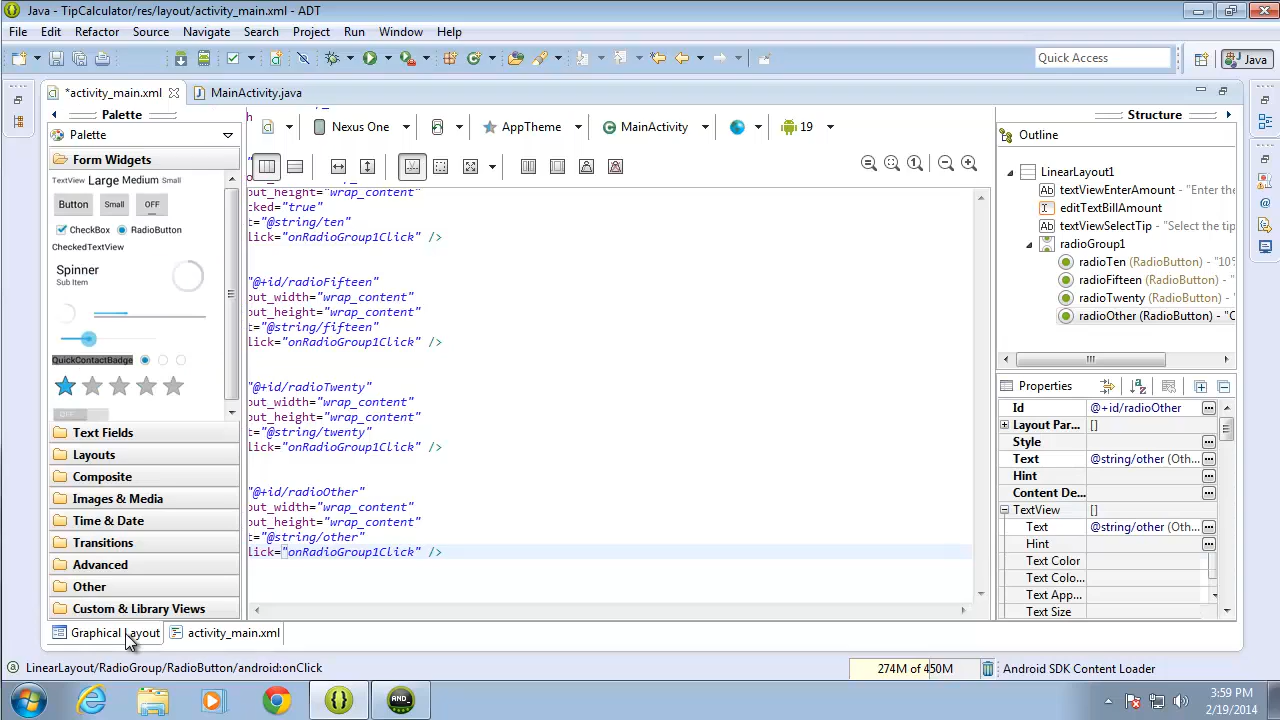 Java - TipCalculator/res/layout/activity_main.xml - ADT
File Edit Refactor Source Navigate Search Project Run Window Help
Quick Access
Java
*activity_main.xml
MainActivity.java
Palette
Palette
Form Widgets
TextView Large Medium Small
Button Small OFF
CheckBox RadioButton
CheckedTextView
Spinner
Sub Item
QuickContactBadge
OFF
Text Fields
Layouts
Composite
Images & Media
Time & Date
Transitions
Advanced
Other
Custom & Library Views
Graphical Layout
activity_main.xml
Nexus One
AppTheme
MainActivity
19
out_height="wrap_content"
cked="true"
t="@string/ten"
lick="onRadioGroup1Click" />
"@+id/radioFifteen"
out_width="wrap_content"
out_height="wrap_content"
t="@string/fifteen"
lick="onRadioGroup1Click" />
"@+id/radioTwenty"
out_width="wrap_content"
out_height="wrap_content"
t="@string/twenty"
lick="onRadioGroup1Click" />
"@+id/radioOther"
out_width="wrap_content"
out_height="wrap_content"
t="@string/other"
lick="onRadioGroup1Click" />
Structure
Outline
LinearLayout1
textViewEnterAmount - "Enter the
editTextBillAmount
textViewSelectTip - "Select the tip
radioGroup1
radioTen (RadioButton) - "10%
radioFifteen (RadioButton) -
radioTwenty (RadioButton) - "
radioOther (RadioButton) - "O
Properties
Id @+id/radioOther
Layout Par... []
Style
Text @string/other (Oth...
Hint
Content De...
TextView []
Text @string/other (Oth...
Hint
Text Color
Text Colo...
Text App...
Text Size
LinearLayout/RadioGroup/RadioButton/android:onClick
274M of 450M
Android SDK Content Loader
3:59 PM
2/19/2014